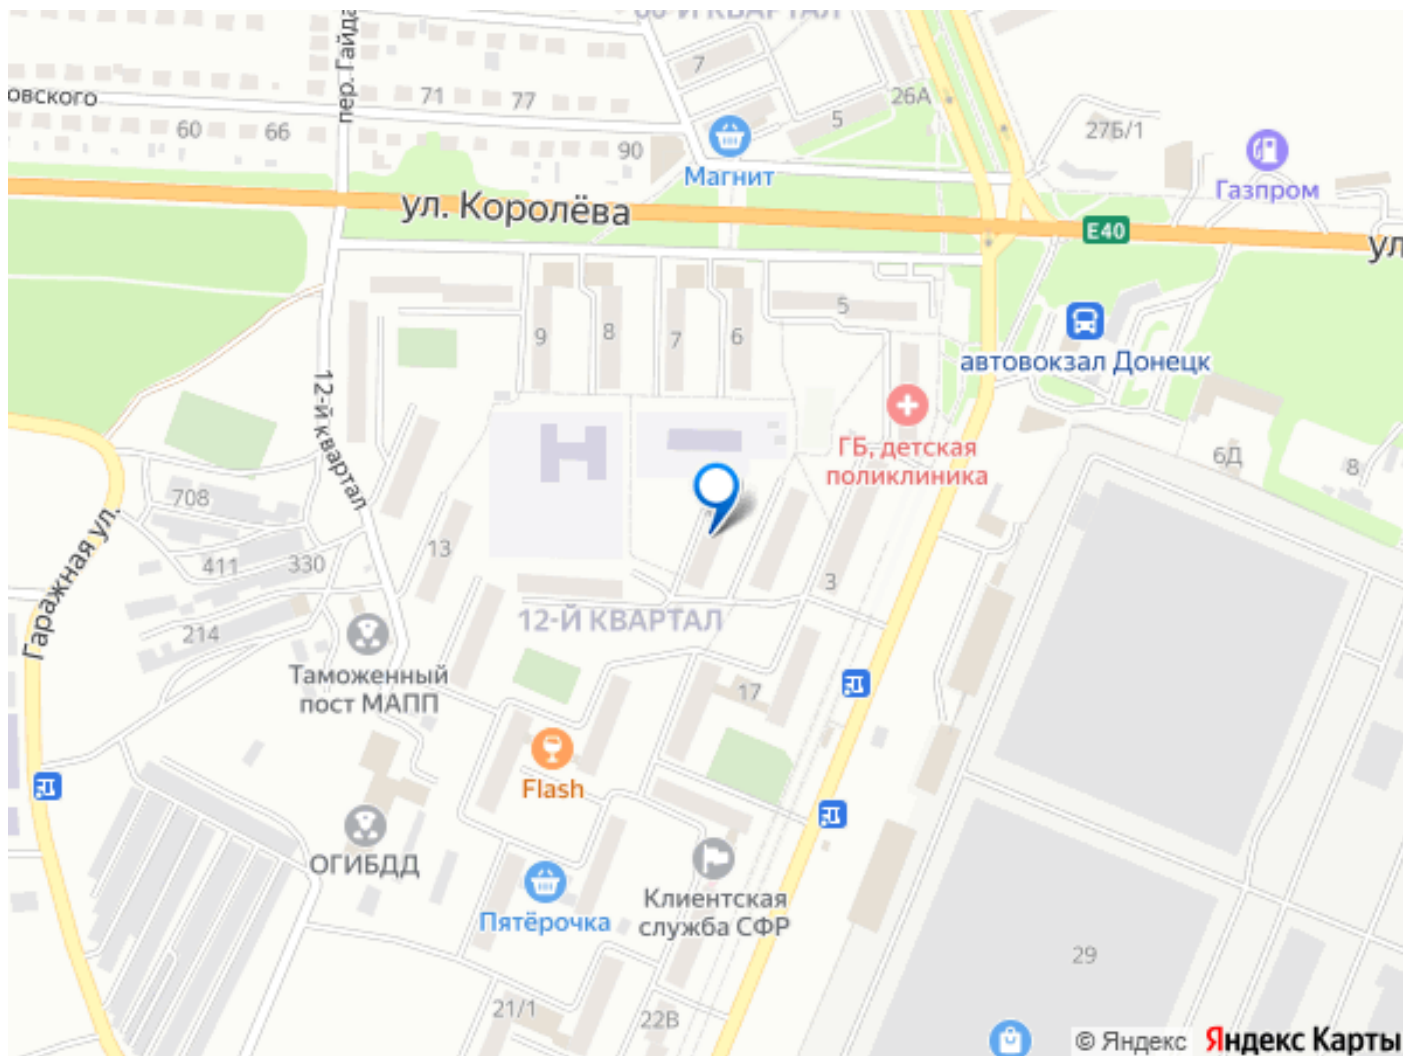 60-Й КВАРТАЛ
пер. Гайда
7
26А
овского
71
77
5
27Б/1
60
66
90
Магнит
Газпром
ул. Королёва
E40
ул
5
9
8
7
6
автовокзал Донецк
12-й квартал
ГБ, детская
поликлиника
6Д
8
708
Гаражная ул.
13
411
330
3
214
12-Й КВАРТАЛ
Таможенный
пост МАПП
17
Flash
ОГИБДД
Пятёрочка
Клиентская
служба СФР
29
21/1
22В
© Яндекс Яндекс Карты